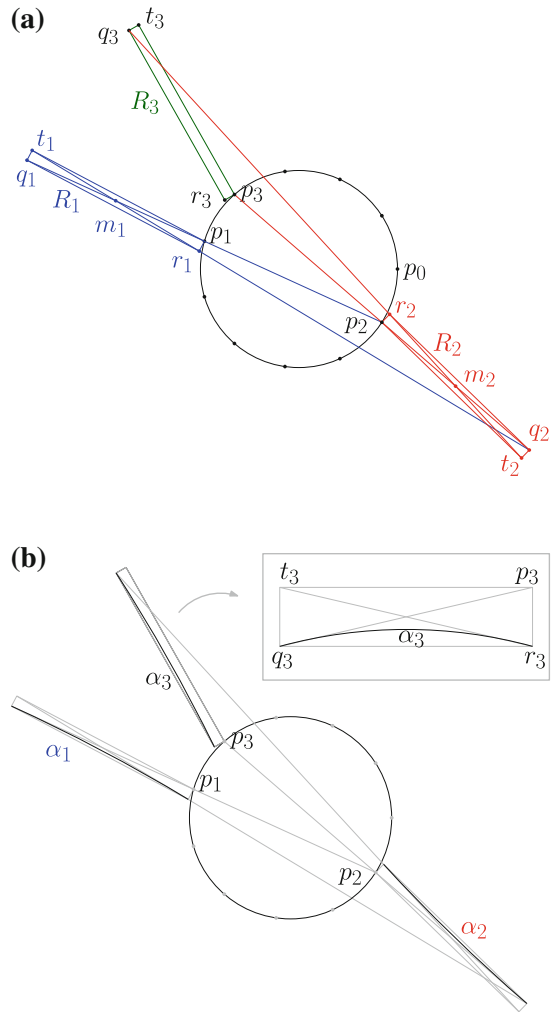 (a)
t₃
q₃
R₃
t₁
q₁
R₁
m₁
r₃
p₃
p₁
r₁
p₀
r₂
p₂
R₂
m₂
q₂
t₂
(b)
t₃ p₃
α₃
q₃ r₃
α₃
α₁
p₃
p₁
p₂
α₂